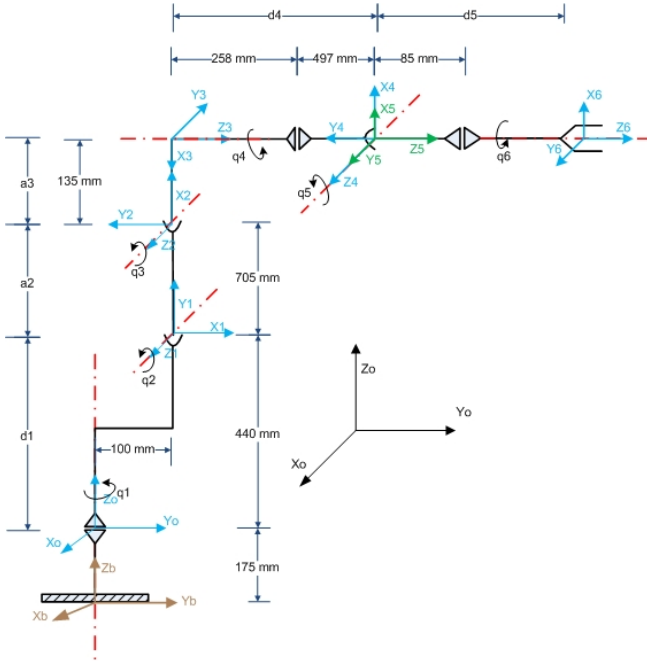 d4
d5
258 mm
497 mm
85 mm
Y3
X4
X6
X5
Z3
Y4
Z5
Z6
q4
X3
Y5
Y6
q6
a3
135 mm
X2
Z4
q5
Y2
Z2
q3
a2
705 mm
Y1
X1
Z1
q2
Zo
d1
440 mm
Yo
100 mm
Xo
q1
Zo
Yo
Xo
Zb
175 mm
Yb
Xb